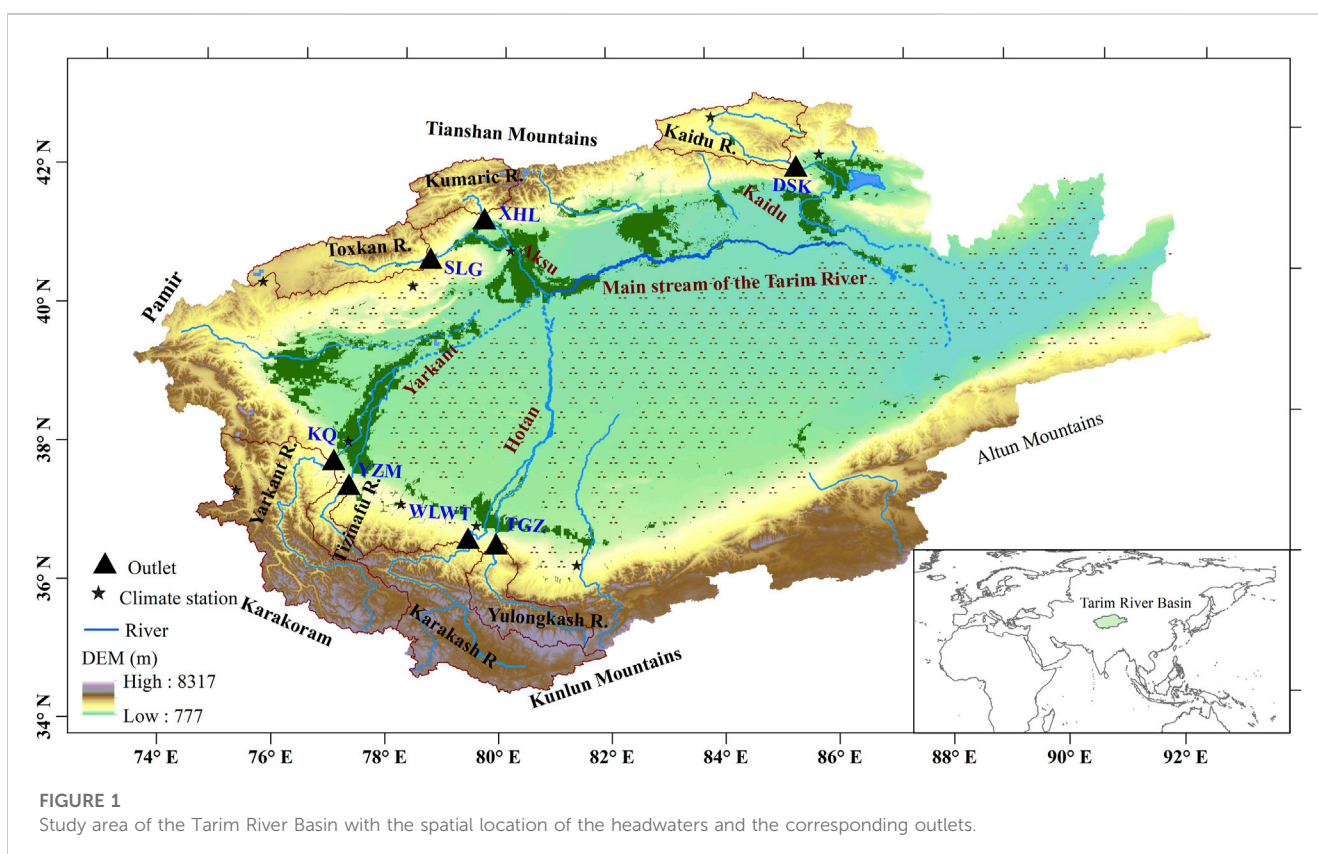 Tianshan Mountains
Kaidu R.
DSK
Kaidu
Kumaric R.
XHL
Toxkan R.
SLG
Aksu
Main stream of the Tarim River
Pamir
Yarkant
Hotan
KQ
YZM
Yarkant R.
Tizinafu R.
WLWT
TGZ
Altun Mountains
Yulongkash R.
Karakash R.
Karakoram
Kunlun Mountains
42° N
40° N
38° N
36° N
34° N
Outlet
Climate station
River
DEM (m)
High : 8317
Low : 777
Tarim River Basin
74° E
76° E
78° E
80° E
82° E
84° E
86° E
88° E
90° E
92° E
FIGURE 1
Study area of the Tarim River Basin with the spatial location of the headwaters and the corresponding outlets.